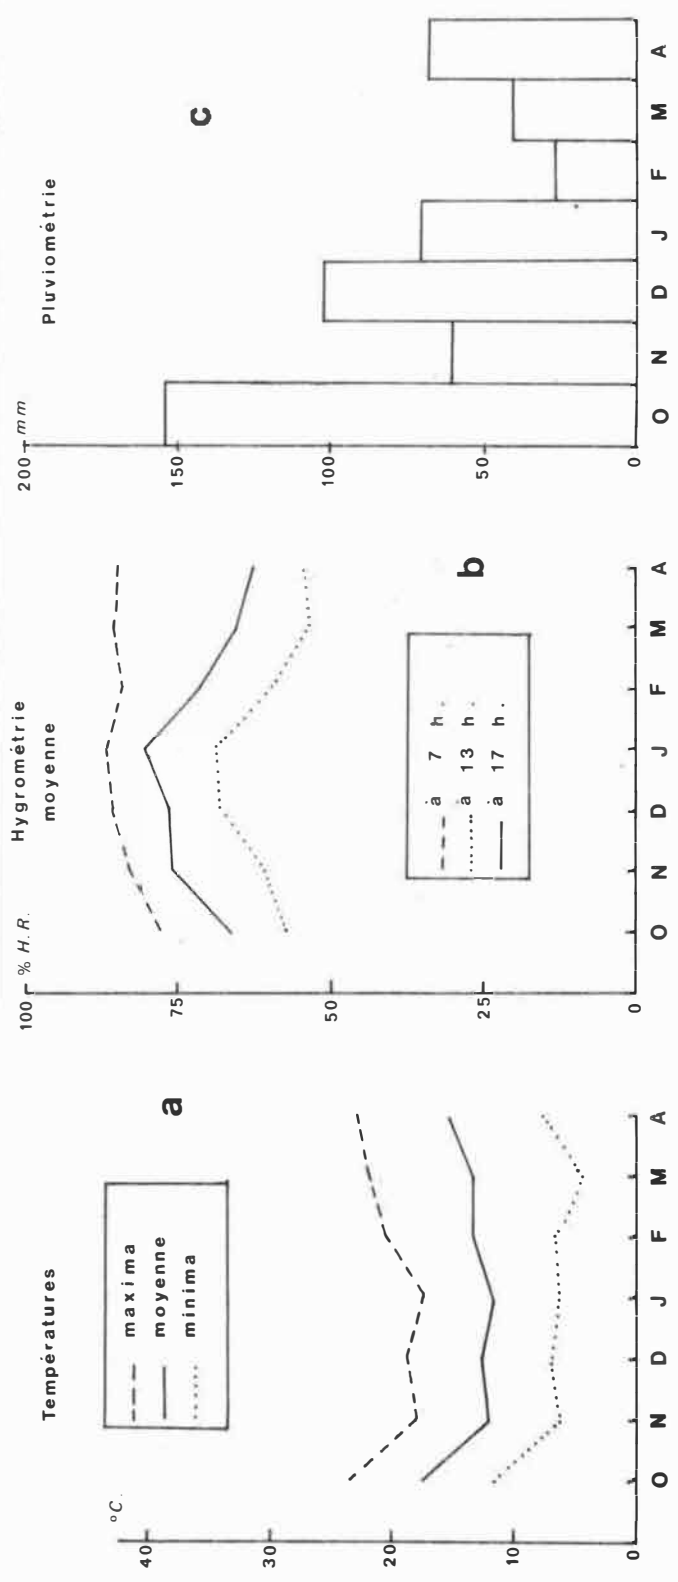 Températures
°C.
40
30
20
10
0
maxima
moyenne
minima
a
O N D J F M A
Hygrométrie
moyenne
% H.R.
100
75
50
25
0
à 7 h.
à 13 h.
à 17 h.
b
O N D J F M A
Pluviométrie
mm
200
150
100
50
0
c
O N D J F M A